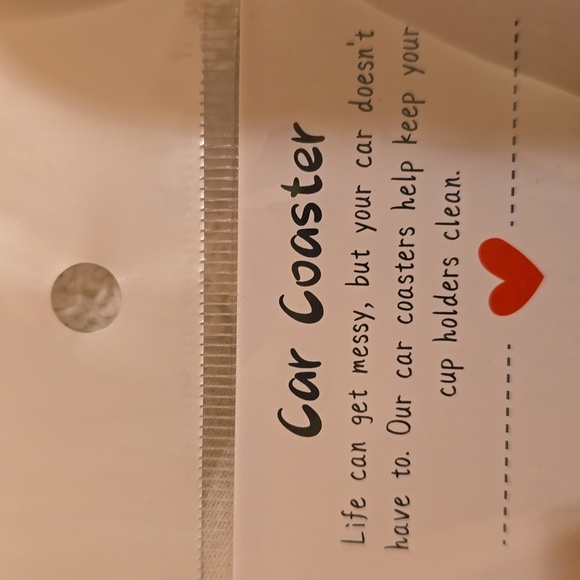 Car Coaster
Life can get messy, but your car doesn't
have to. Our car coasters help keep your
cup holders clean.